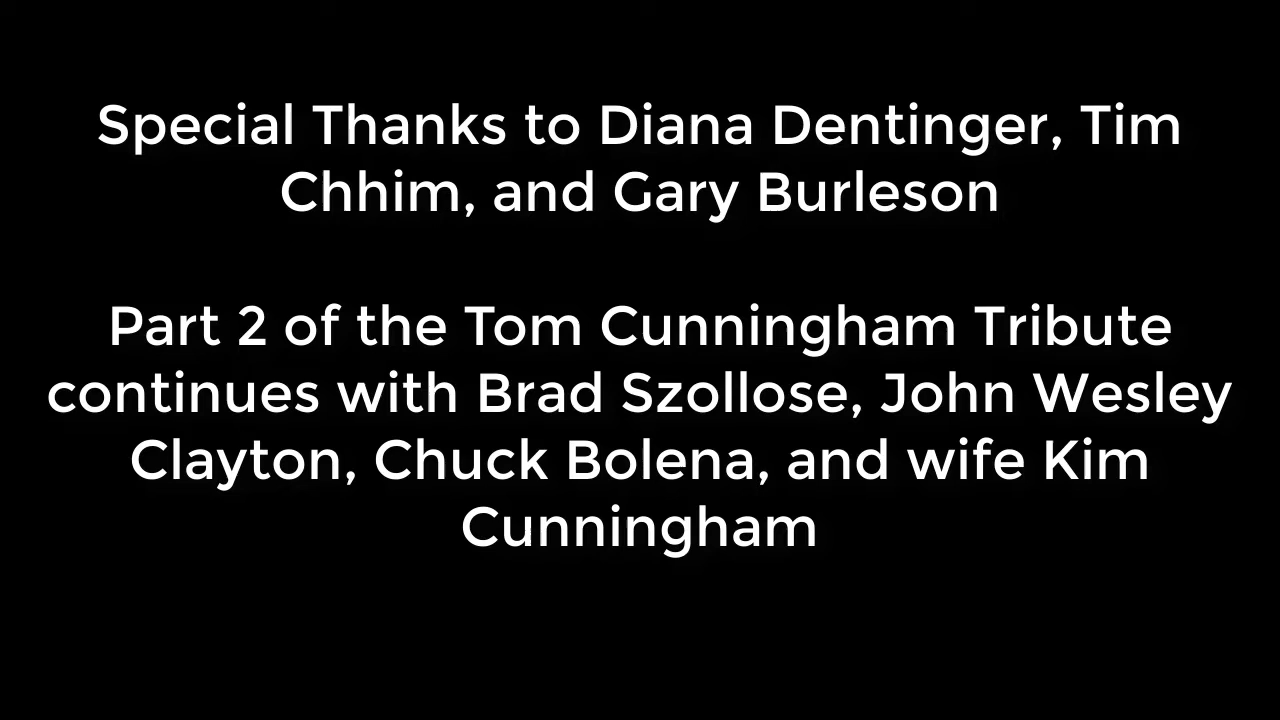 Special Thanks to Diana Dentinger, Tim
Chhim, and Gary Burleson
Part 2 of the Tom Cunningham Tribute
continues with Brad Szollose, John Wesley
Clayton, Chuck Bolena, and wife Kim
Cunningham